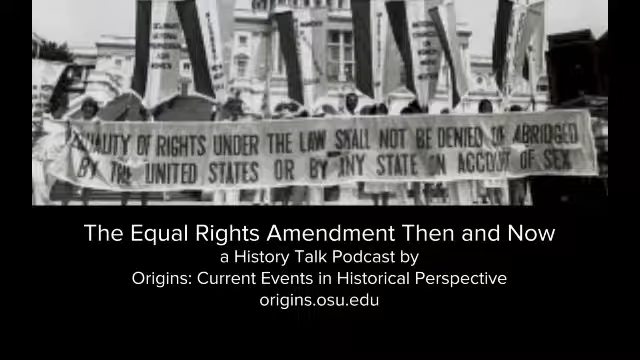 EQUALITY OF RIGHTS UNDER THE LAW SHALL NOT BE DENIED OR ABRIDGED
BY THE UNITED STATES OR BY ANY STATE ON ACCOUNT OF SEX
The Equal Rights Amendment Then and Now
a History Talk Podcast by
Origins: Current Events in Historical Perspective
origins.osu.edu